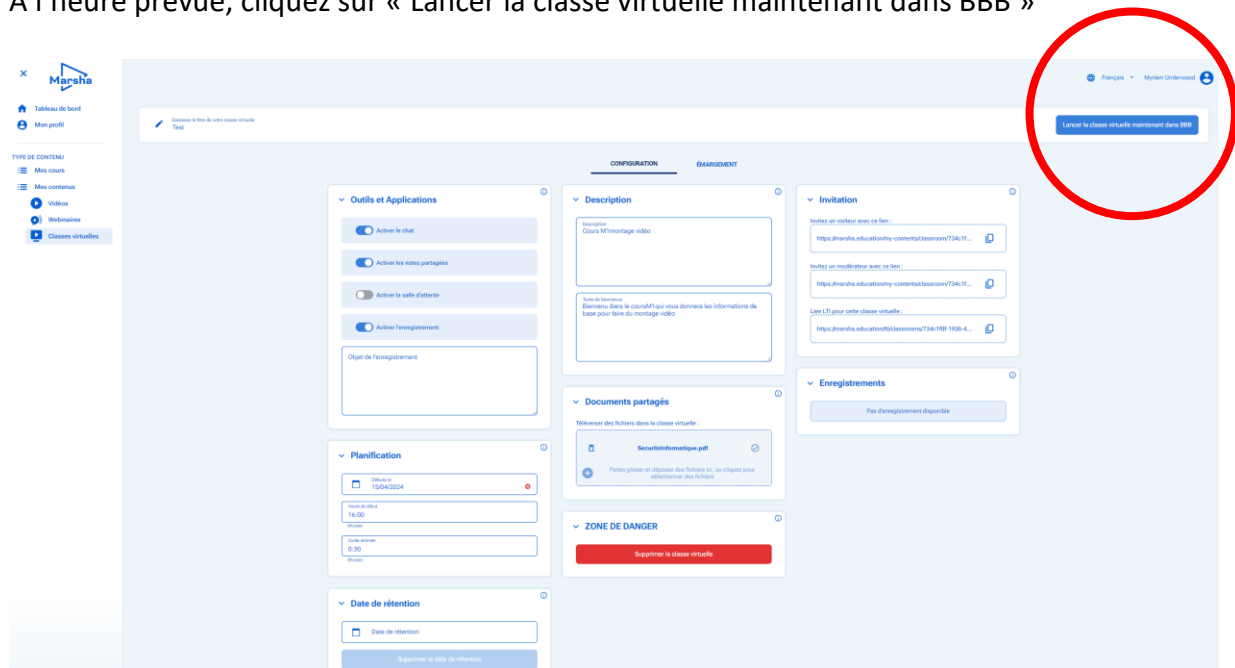 A l'heure prévue, cliquez sur « Lancer la classe virtuelle maintenant dans BBB »
Marsha
Français
Myriam Underwood
Tableau de bord
Mon profil
Saisissez le titre de votre classe virtuelle
Test
Lancer la classe virtuelle maintenant dans BBB
TYPE DE CONTENU
Mes cours
Mes contenus
Vidéos
Webinaires
Classes virtuelles
CONFIGURATION
ÉMARGEMENT
Outils et Applications
Activer le chat
Activer les notes partagées
Activer la salle d'attente
Activer l'enregistrement
Objet de l'enregistrement
Planification
Débute le
15/04/2024
Heure de début
16:00
hh:mm
Durée estimée
0:30
hh:mm
Date de rétention
Date de rétention
Supprimer la date de rétention
Description
Description
Cours M1montage vidéo
Texte de bienvenue
Bienvenu dans le coursM1qui vous donnera les informations de
base pour faire du montage vidéo
Documents partagés
Téléverser des fichiers dans la classe virtuelle :
SecuriteInformatique.pdf
Faites glisser et déposez des fichiers ici, ou cliquez pour
sélectionner des fichiers
ZONE DE DANGER
Supprimer la classe virtuelle
Invitation
Invitez un visiteur avec ce lien :
https://marsha.education/my-contents/classroom/734c1f...
Invitez un modérateur avec ce lien :
https://marsha.education/my-contents/classroom/734c1f...
Lien LTI pour cette classe virtuelle :
https://marsha.education/lti/classrooms/734c1f0f-1936-4...
Enregistrements
Pas d'enregistrement disponible